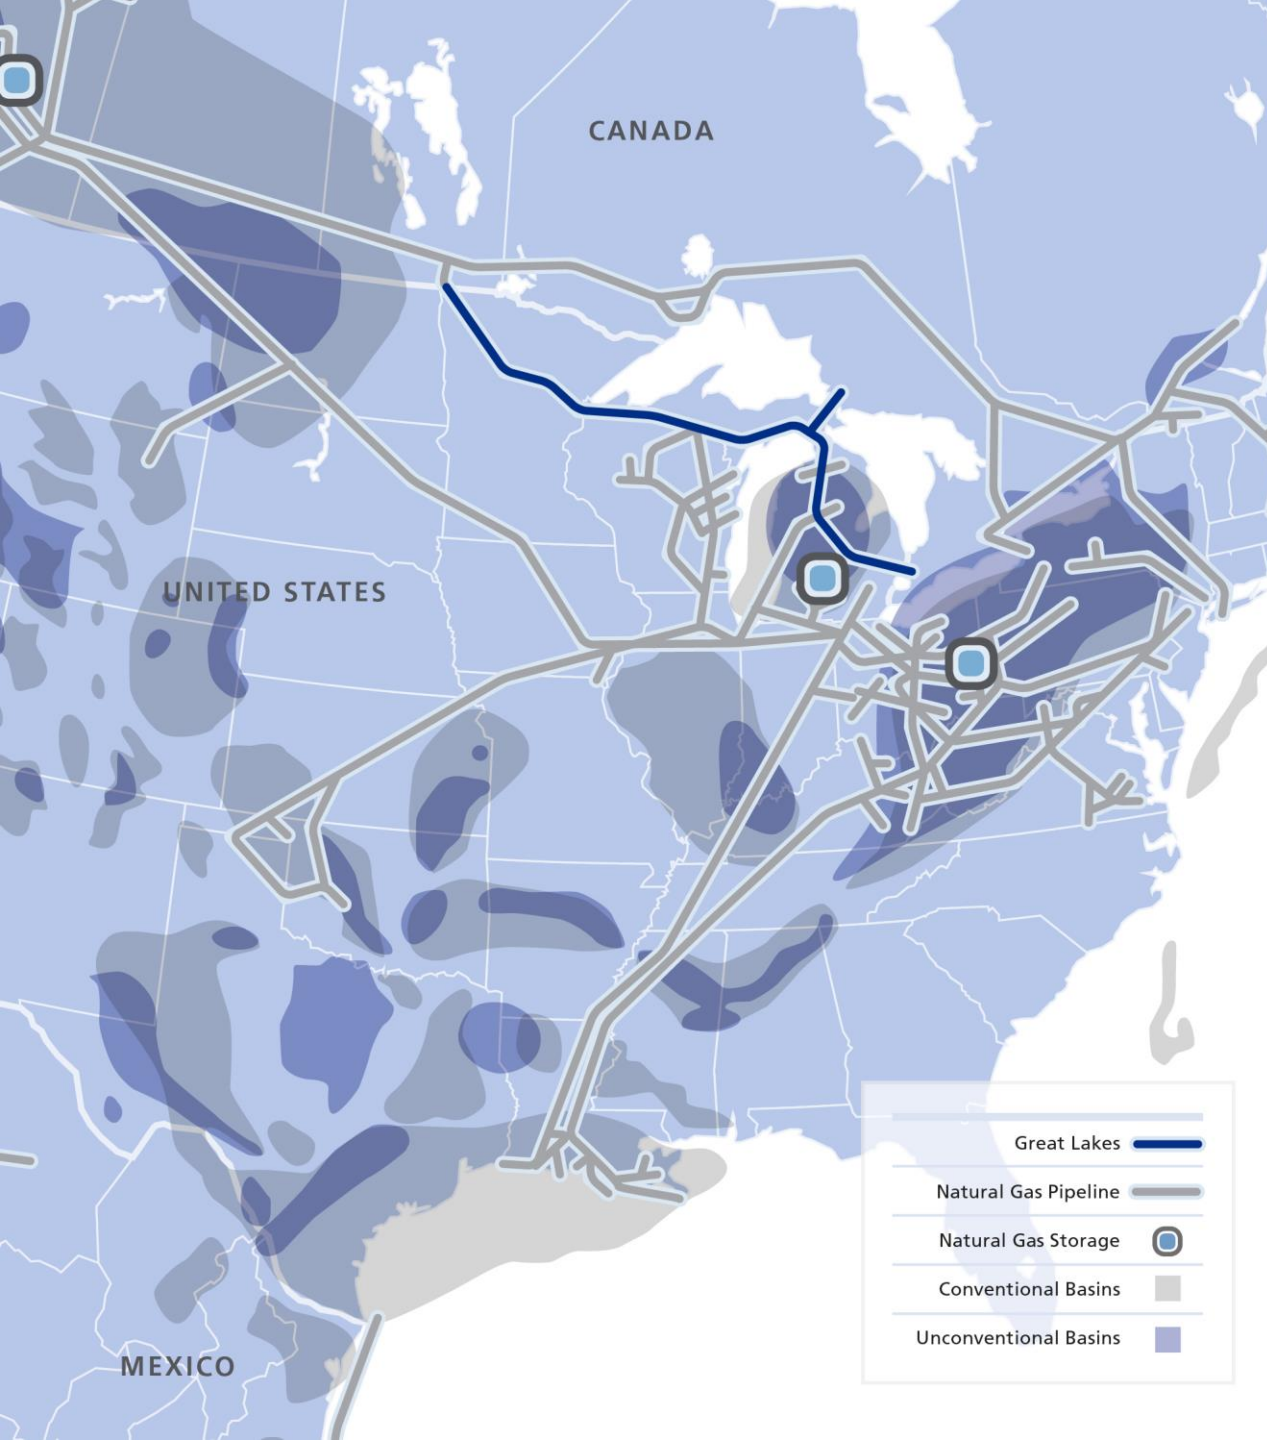 CANADA
UNITED STATES
MEXICO
Great Lakes
Natural Gas Pipeline
Natural Gas Storage
Conventional Basins
Unconventional Basins